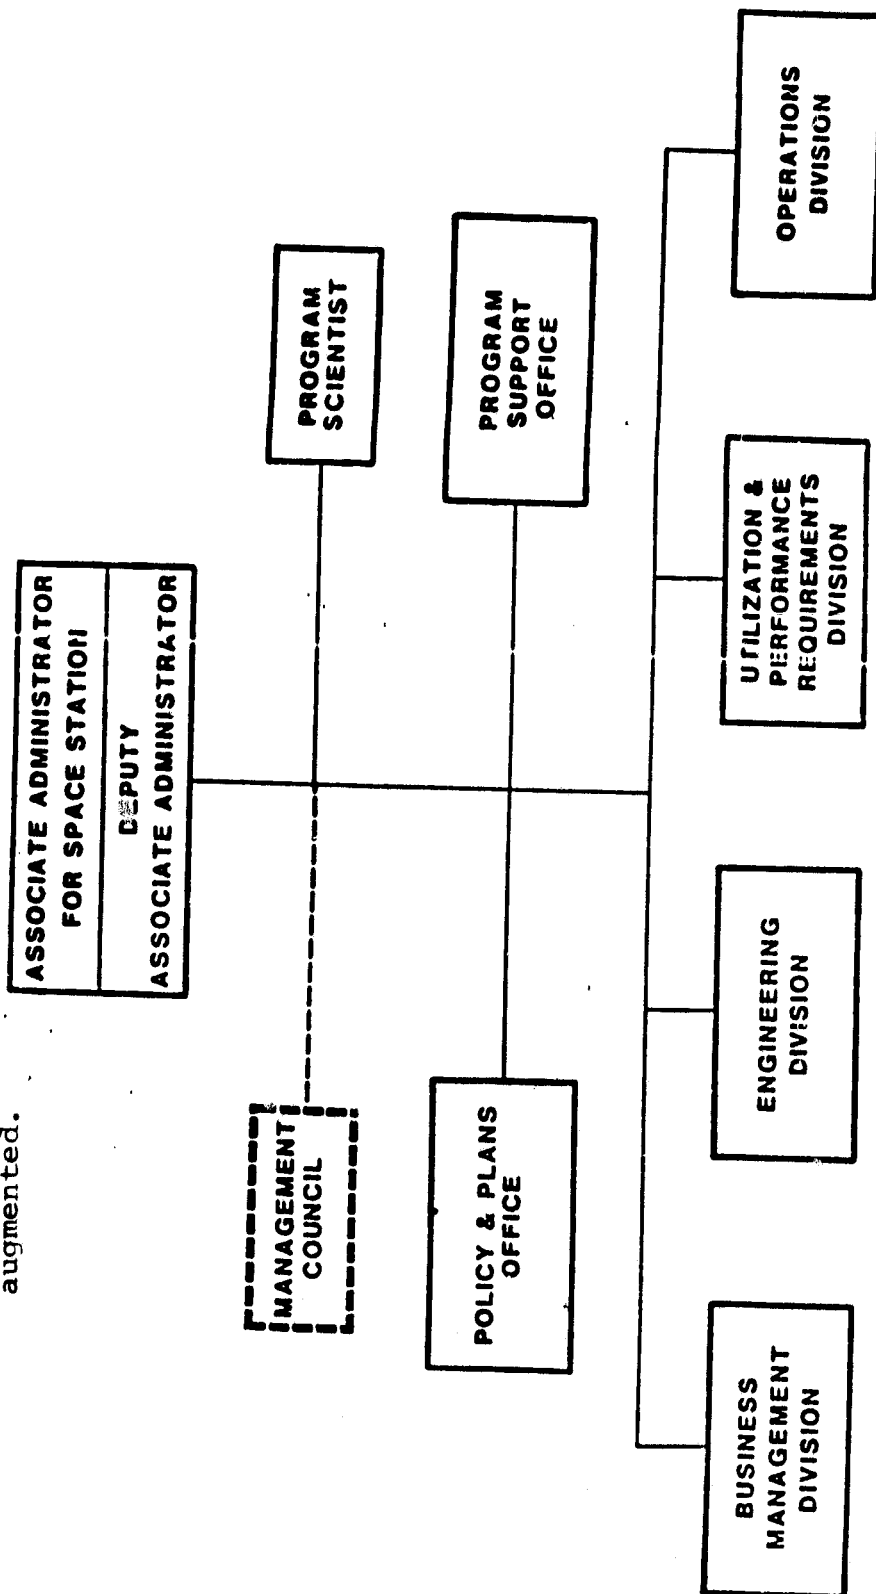 augmented.
ASSOCIATE ADMINISTRATOR
FOR SPACE STATION
DEPUTY
ASSOCIATE ADMINISTRATOR
MANAGEMENT
COUNCIL
PROGRAM
SCIENTIST
POLICY & PLANS
OFFICE
PROGRAM
SUPPORT
OFFICE
BUSINESS
MANAGEMENT
DIVISION
ENGINEERING
DIVISION
UTILIZATION &
PERFORMANCE
REQUIREMENTS
DIVISION
OPERATIONS
DIVISION